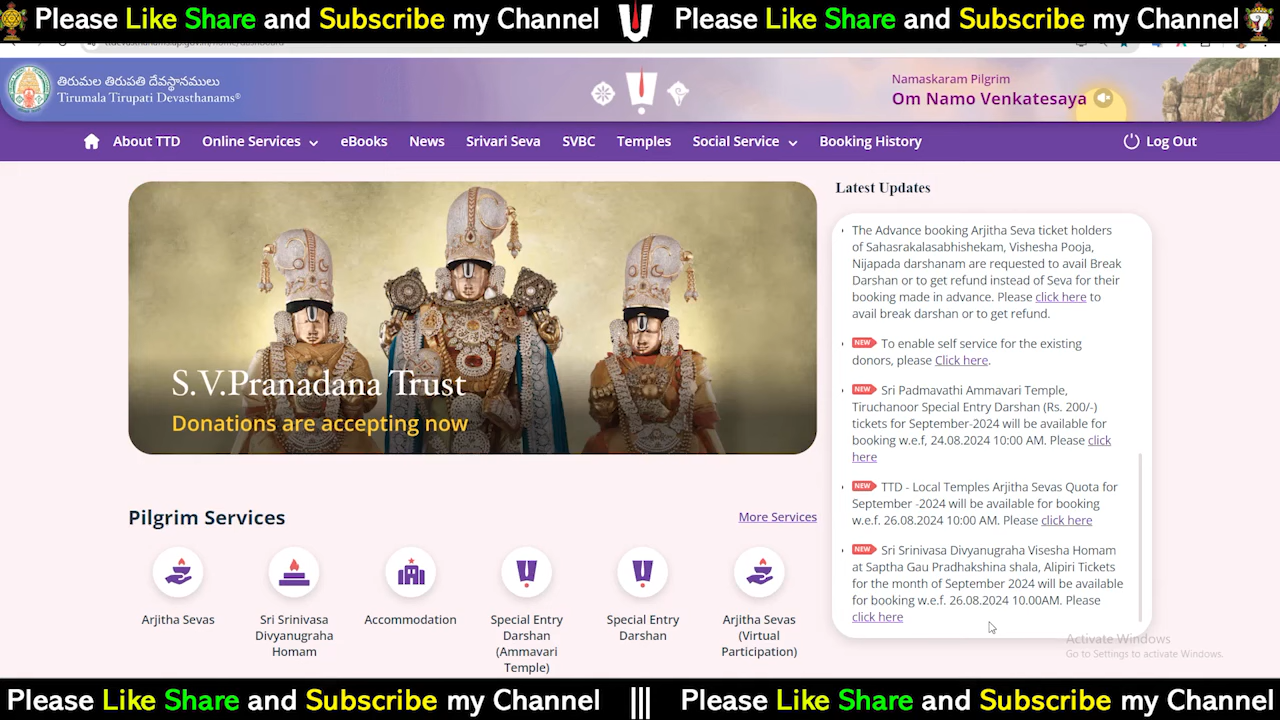 Please Like Share and Subscribe my Channel Please Like Share and Subscribe my Channel
తిరుమల తిరుపతి దేవస్థానములు
Tirumala Tirupati Devasthanams®
Namaskaram Pilgrim
Om Namo Venkatesaya
About TTD Online Services eBooks News Srivari Seva SVBC Temples Social Service Booking History Log Out
S.V.Pranadana Trust
Donations are accepting now
Latest Updates
The Advance booking Arjitha Seva ticket holders
of Sahasrakalasabhishekam, Vishesha Pooja,
Nijapada darshanam are requested to avail Break
Darshan or to get refund instead of Seva for their
booking made in advance. Please click here to
avail break darshan or to get refund.
NEW To enable self service for the existing
donors, please Click here.
NEW Sri Padmavathi Ammavari Temple,
Tiruchanoor Special Entry Darshan (Rs. 200/-)
tickets for September-2024 will be available for
booking w.e.f, 24.08.2024 10:00 AM. Please click
here
NEW TTD - Local Temples Arjitha Sevas Quota for
September -2024 will be available for booking
w.e.f. 26.08.2024 10:00 AM. Please click here
NEW Sri Srinivasa Divyanugraha Visesha Homam
at Saptha Gau Pradhakshina shala, Alipiri Tickets
for the month of September 2024 will be available
for booking w.e.f. 26.08.2024 10.00AM. Please
click here
Pilgrim Services
More Services
Arjitha Sevas
Sri Srinivasa
Divyanugraha
Homam
Accommodation
Special Entry
Darshan
(Ammavari
Temple)
Special Entry
Darshan
Arjitha Sevas
(Virtual
Participation)
Activate Windows
Go to Settings to activate Windows.
Please Like Share and Subscribe my Channel ||| Please Like Share and Subscribe my Channel